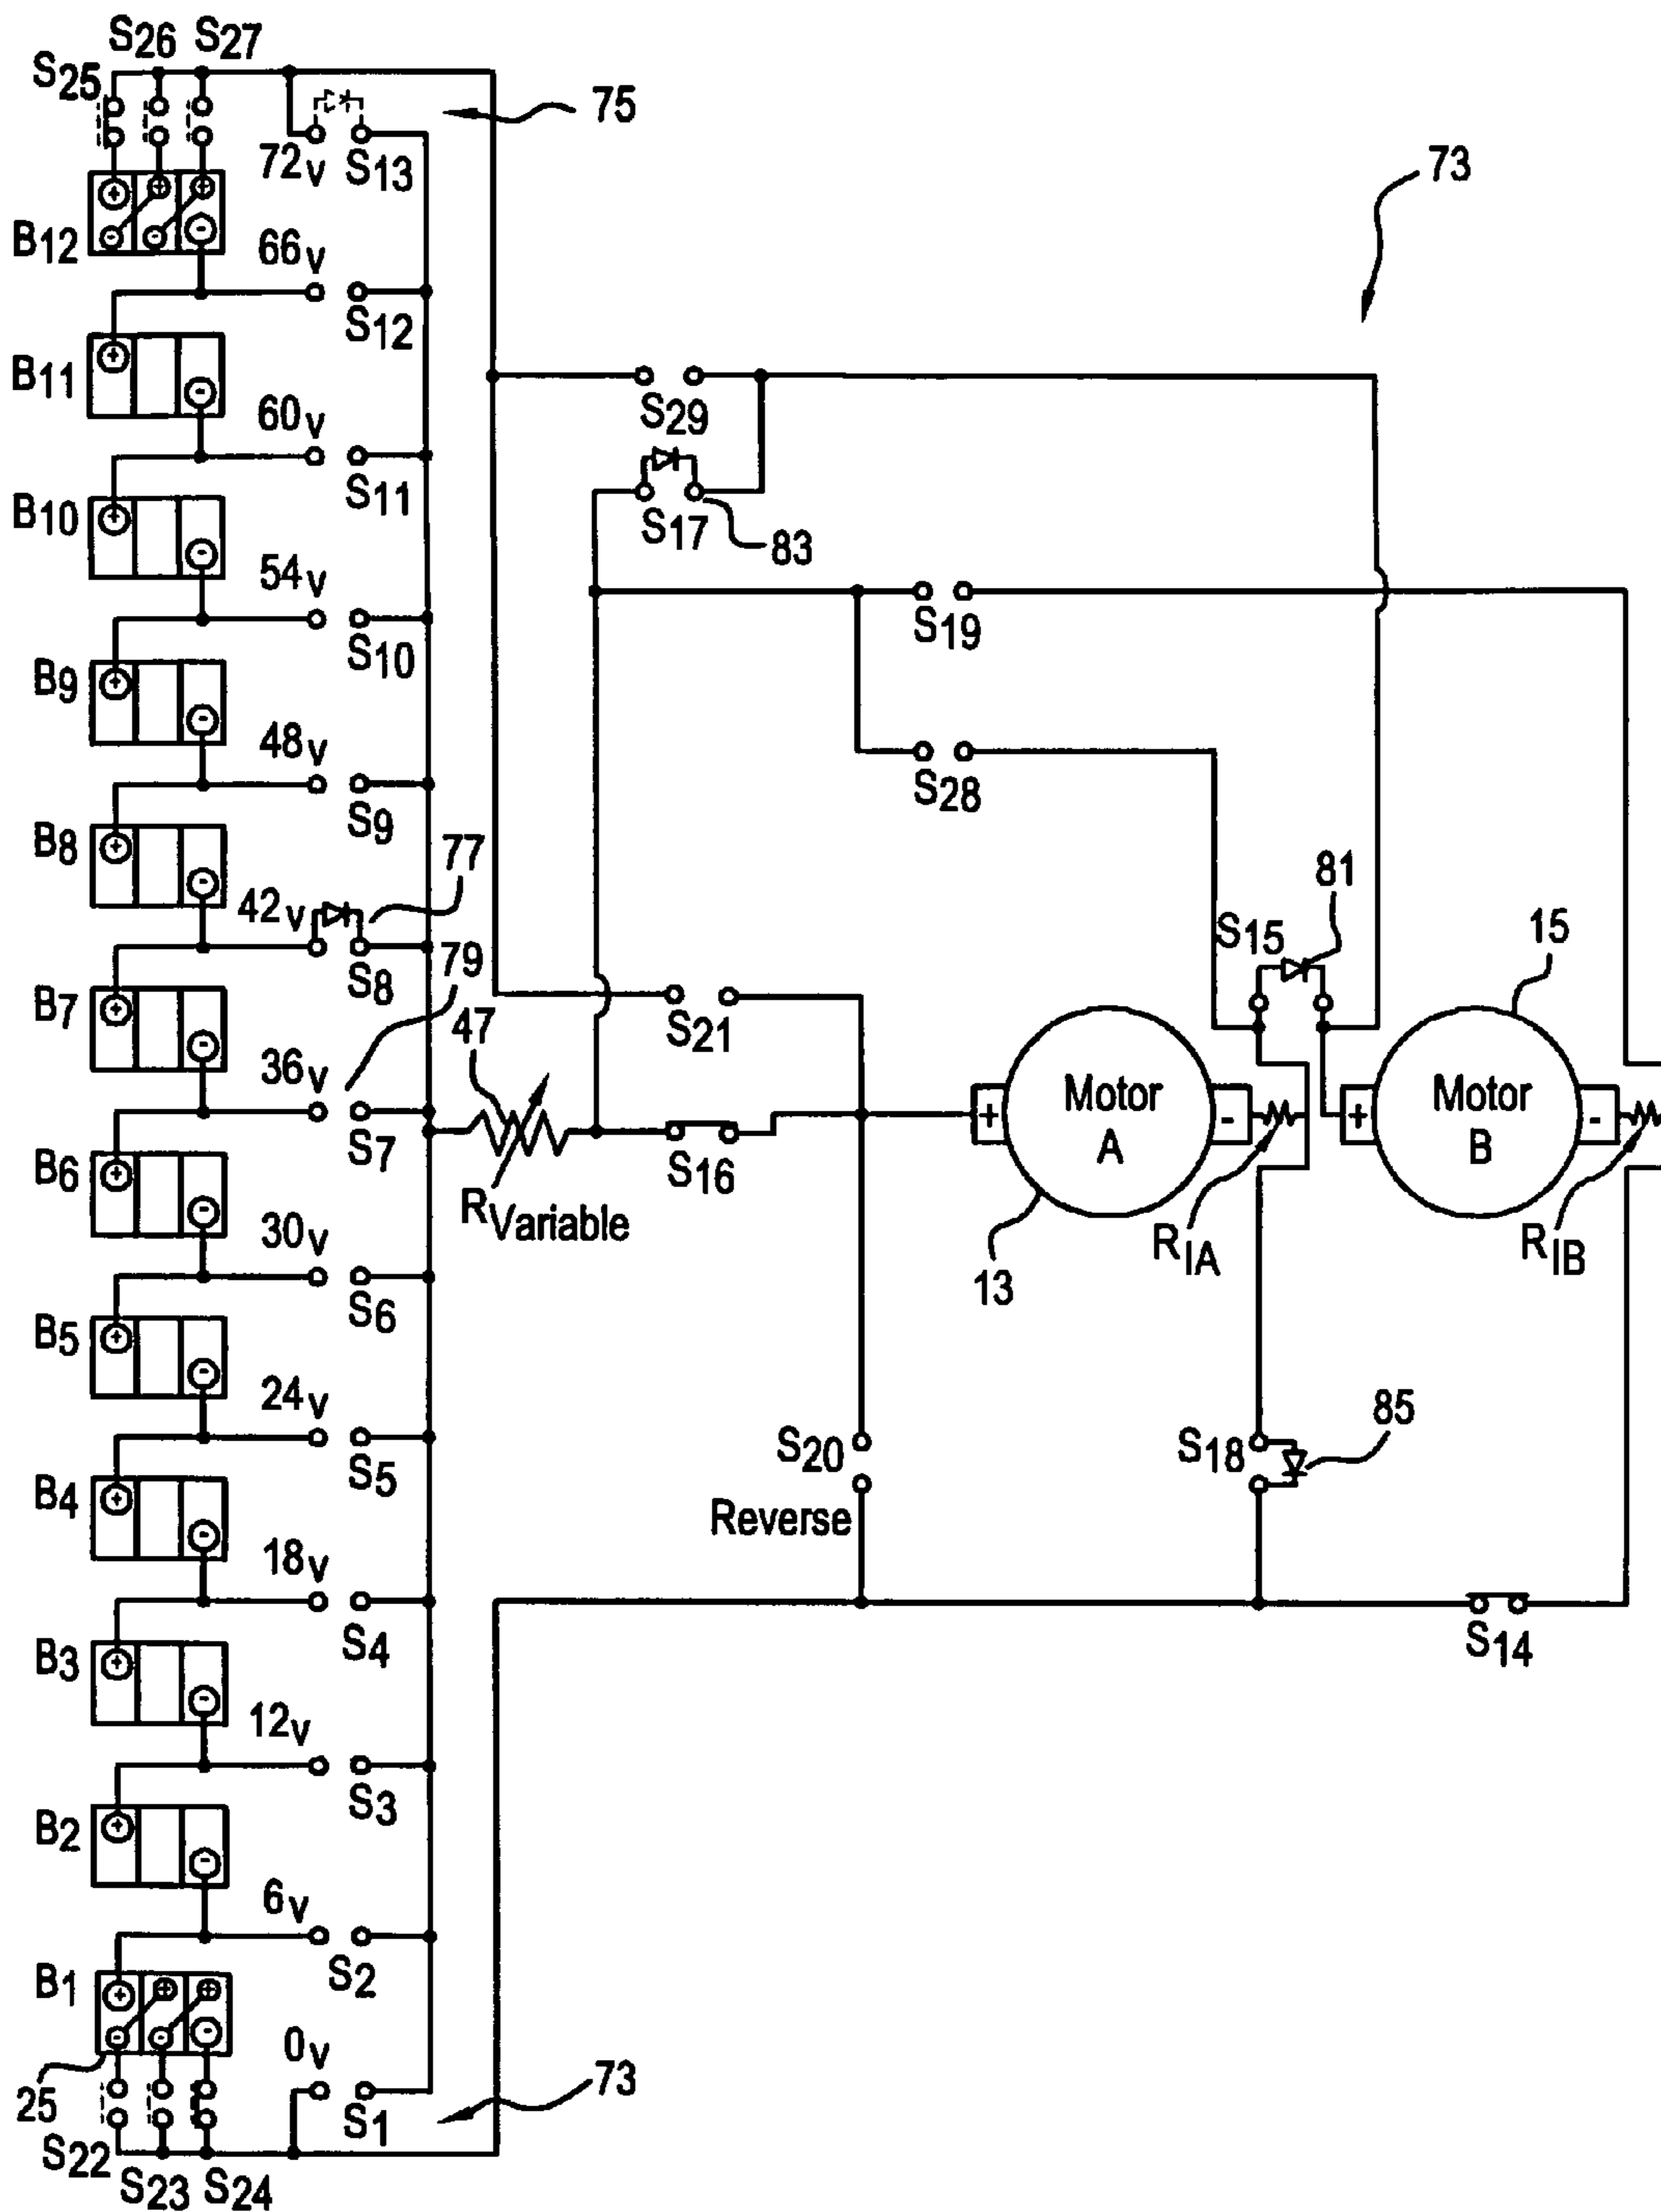 S26 S27
S25
75
72v S13
73
B12
66v
S12
B11
60v
S29
S11
S17
83
B10
54v
S10
S19
B9
48v
S9
S28
B8
77
42v
81
S15
15
S8
79
B7
47
S21
36v
S7
+ Motor A -
+ Motor B -
S16
B6
RVariable
RIA
RIB
13
30v
S6
B5
24v
S5
S20
S18
85
B4
Reverse
18v
S4
S14
B3
12v
S3
B2
6v
S2
B1
0v
25
S1
73
S22
S23 S24